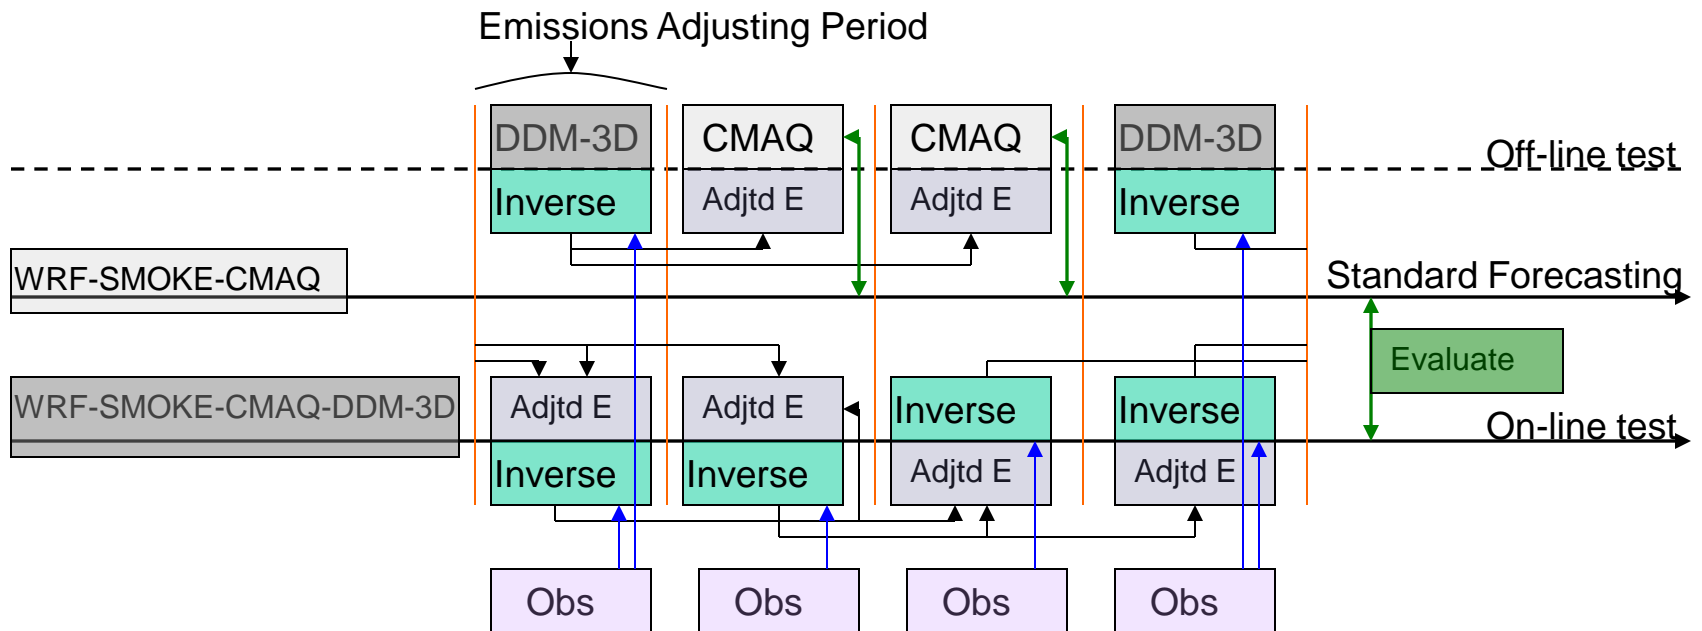 Emissions Adjusting Period
DDM-3D
CMAQ
CMAQ
DDM-3D
Off-line test
Inverse
Adjtd E
Adjtd E
Inverse
WRF-SMOKE-CMAQ
Standard Forecasting
Evaluate
WRF-SMOKE-CMAQ-DDM-3D
Adjtd E
Adjtd E
Inverse
Inverse
On-line test
Inverse
Inverse
Adjtd E
Adjtd E
Obs
Obs
Obs
Obs